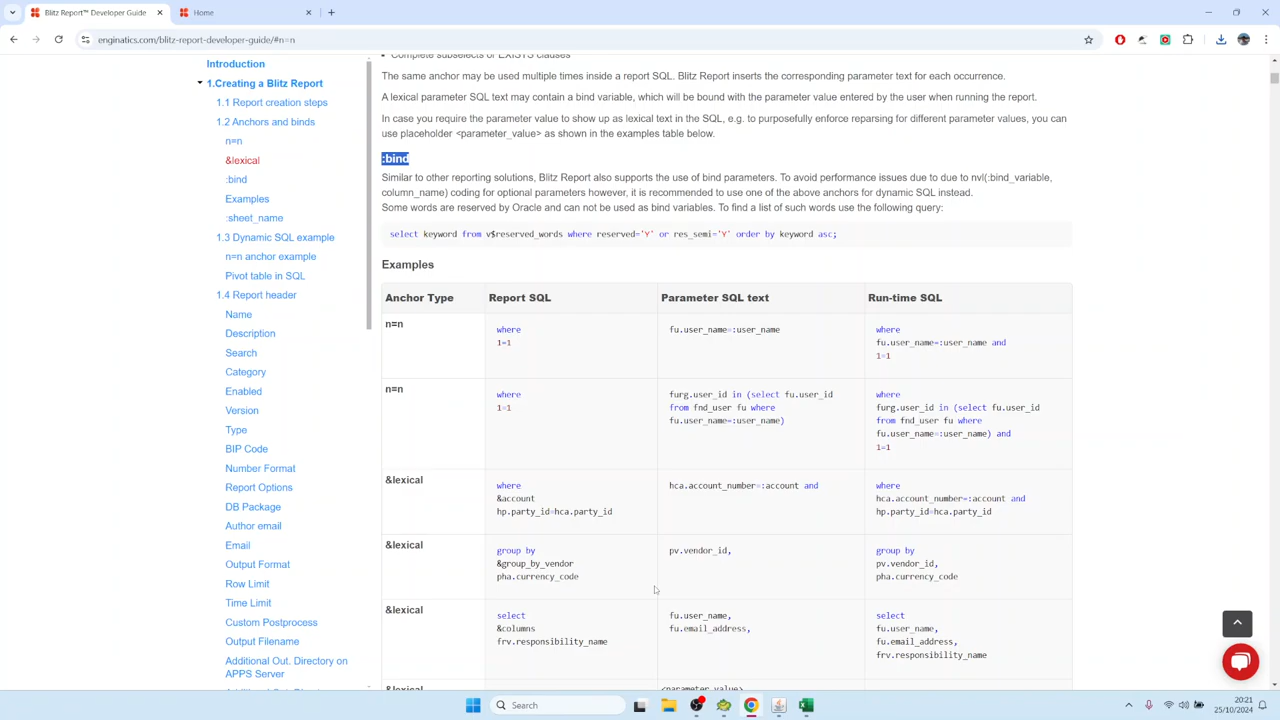 Blitz Report™ Developer Guide
Home
enginatics.com/blitz-report-developer-guide/#n=n
Introduction
1.Creating a Blitz Report
1.1 Report creation steps
1.2 Anchors and binds
n=n
&lexical
:bind
Examples
:sheet_name
1.3 Dynamic SQL example
n=n anchor example
Pivot table in SQL
1.4 Report header
Name
Description
Search
Category
Enabled
Version
Type
BIP Code
Number Format
Report Options
DB Package
Author email
Email
Output Format
Row Limit
Time Limit
Custom Postprocess
Output Filename
Additional Out. Directory on
APPS Server
Complete subselects or EXISTS clauses
The same anchor may be used multiple times inside a report SQL. Blitz Report inserts the corresponding parameter text for each occurrence.
A lexical parameter SQL text may contain a bind variable, which will be bound with the parameter value entered by the user when running the report.
In case you require the parameter value to show up as lexical text in the SQL, e.g. to purposefully enforce reparsing for different parameter values, you can
use placeholder <parameter_value> as shown in the examples table below.
:bind
Similar to other reporting solutions, Blitz Report also supports the use of bind parameters. To avoid performance issues due to due to nvl(:bind_variable,
column_name) coding for optional parameters however, it is recommended to use one of the above anchors for dynamic SQL instead.
Some words are reserved by Oracle and can not be used as bind variables. To find a list of such words use the following query:
select keyword from v$reserved_words where reserved='Y' or res_semi='Y' order by keyword asc;
Examples
Anchor Type Report SQL Parameter SQL text Run-time SQL
n=n
where
1=1
fu.user_name=:user_name
where
fu.user_name=:user_name and
1=1
n=n
where
1=1
furg.user_id in (select fu.user_id
from fnd_user fu where
fu.user_name=:user_name)
where
furg.user_id in (select fu.user_id
from fnd_user fu where
fu.user_name=:user_name) and
1=1
&lexical
where
&account
hp.party_id=hca.party_id
hca.account_number=:account and
where
hca.account_number=:account and
hp.party_id=hca.party_id
&lexical
group by
&group_by_vendor
pha.currency_code
pv.vendor_id,
group by
pv.vendor_id,
pha.currency_code
&lexical
select
&columns
frv.responsibility_name
fu.user_name,
fu.email_address,
select
fu.user_name,
fu.email_address,
frv.responsibility_name
&lexical
<parameter_value>
Search
20:21
25/10/2024